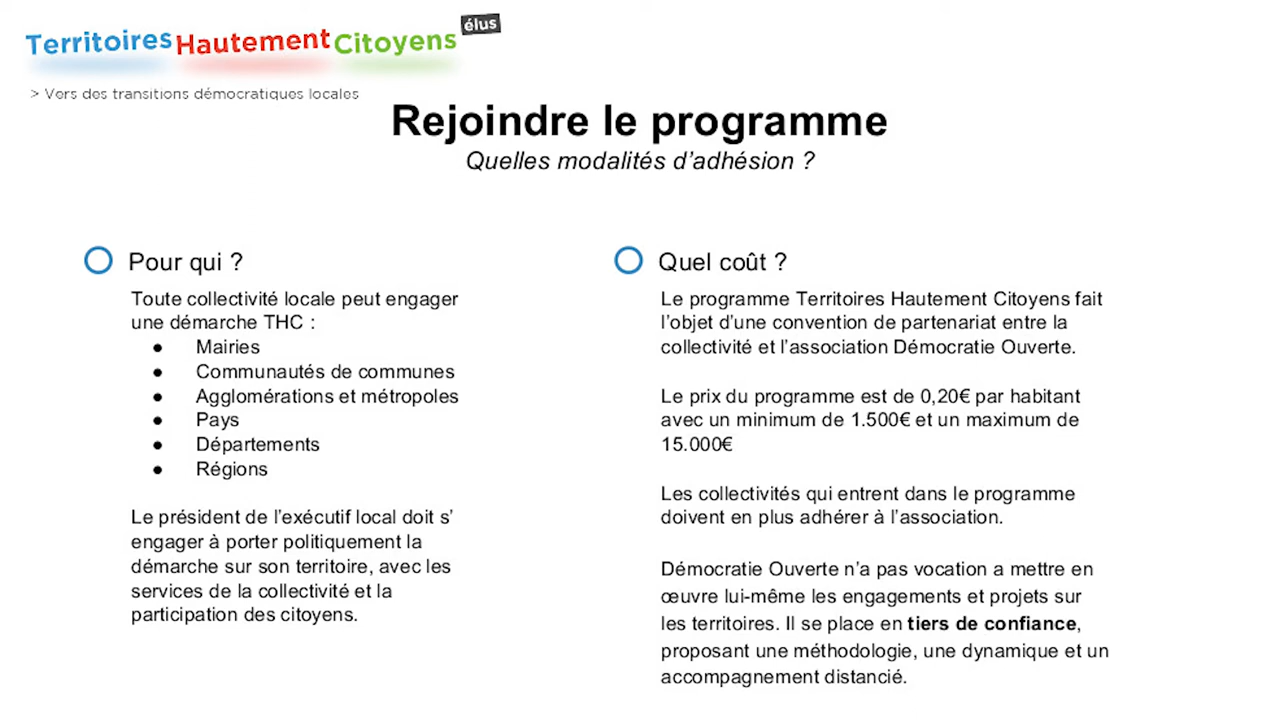 Territoires Hautement Citoyens élus
> Vers des transitions démocratiques locales
Rejoindre le programme
Quelles modalités d’adhésion ?
Pour qui ?
Toute collectivité locale peut engager
une démarche THC :
● Mairies
● Communautés de communes
● Agglomérations et métropoles
● Pays
● Départements
● Régions
Le président de l’exécutif local doit s’
engager à porter politiquement la
démarche sur son territoire, avec les
services de la collectivité et la
participation des citoyens.
Quel coût ?
Le programme Territoires Hautement Citoyens fait
l’objet d’une convention de partenariat entre la
collectivité et l’association Démocratie Ouverte.
Le prix du programme est de 0,20€ par habitant
avec un minimum de 1.500€ et un maximum de
15.000€
Les collectivités qui entrent dans le programme
doivent en plus adhérer à l’association.
Démocratie Ouverte n’a pas vocation a mettre en
œuvre lui-même les engagements et projets sur
les territoires. Il se place en tiers de confiance,
proposant une méthodologie, une dynamique et un
accompagnement distancié.